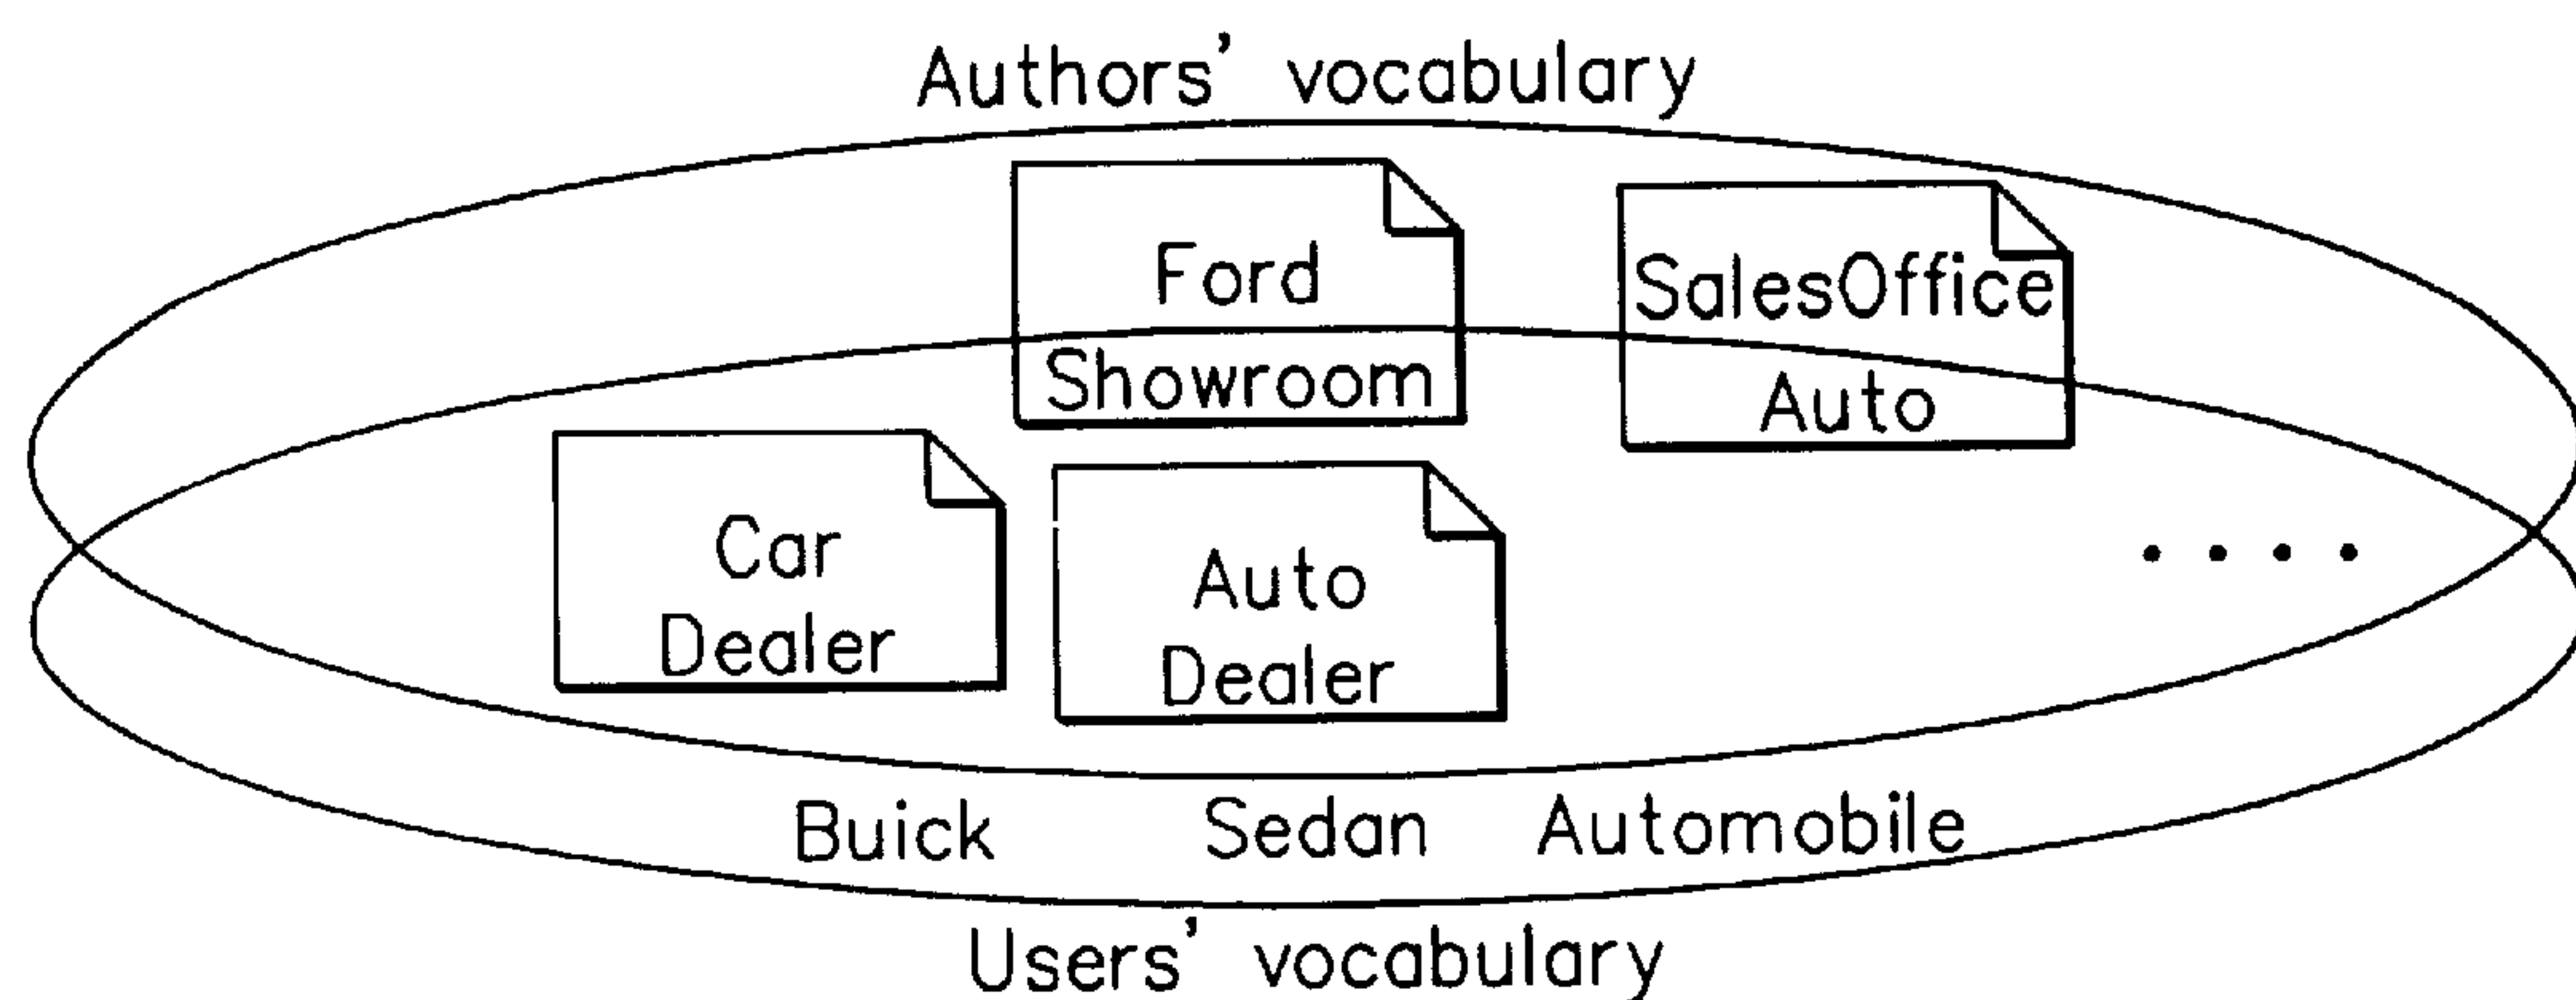 Authors' vocabulary
Ford
Showroom
SalesOffice
Auto
Car
Dealer
Auto
Dealer
Buick Sedan Automobile
Users' vocabulary